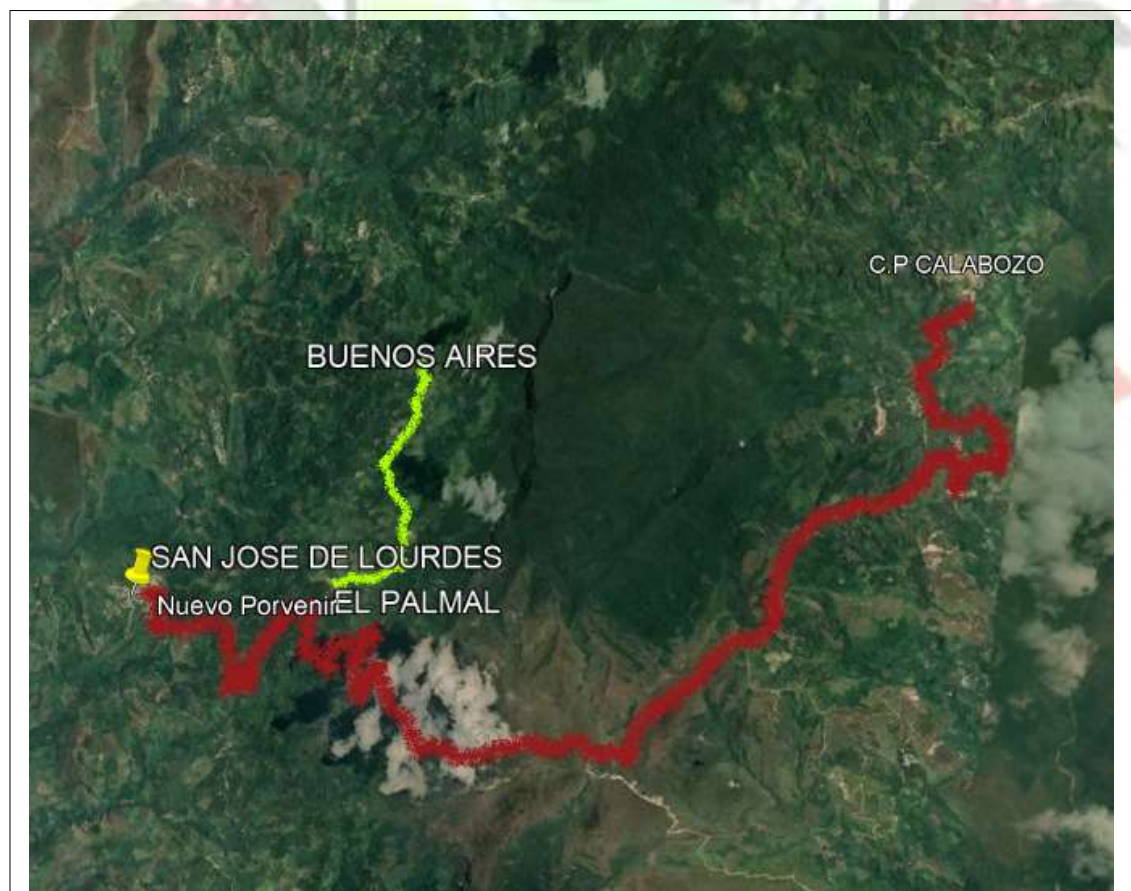 C.P CALABOZO
BUENOS AIRES
SAN JOSE DE LOURDES
Nuevo Porvenir
EL PALMAL